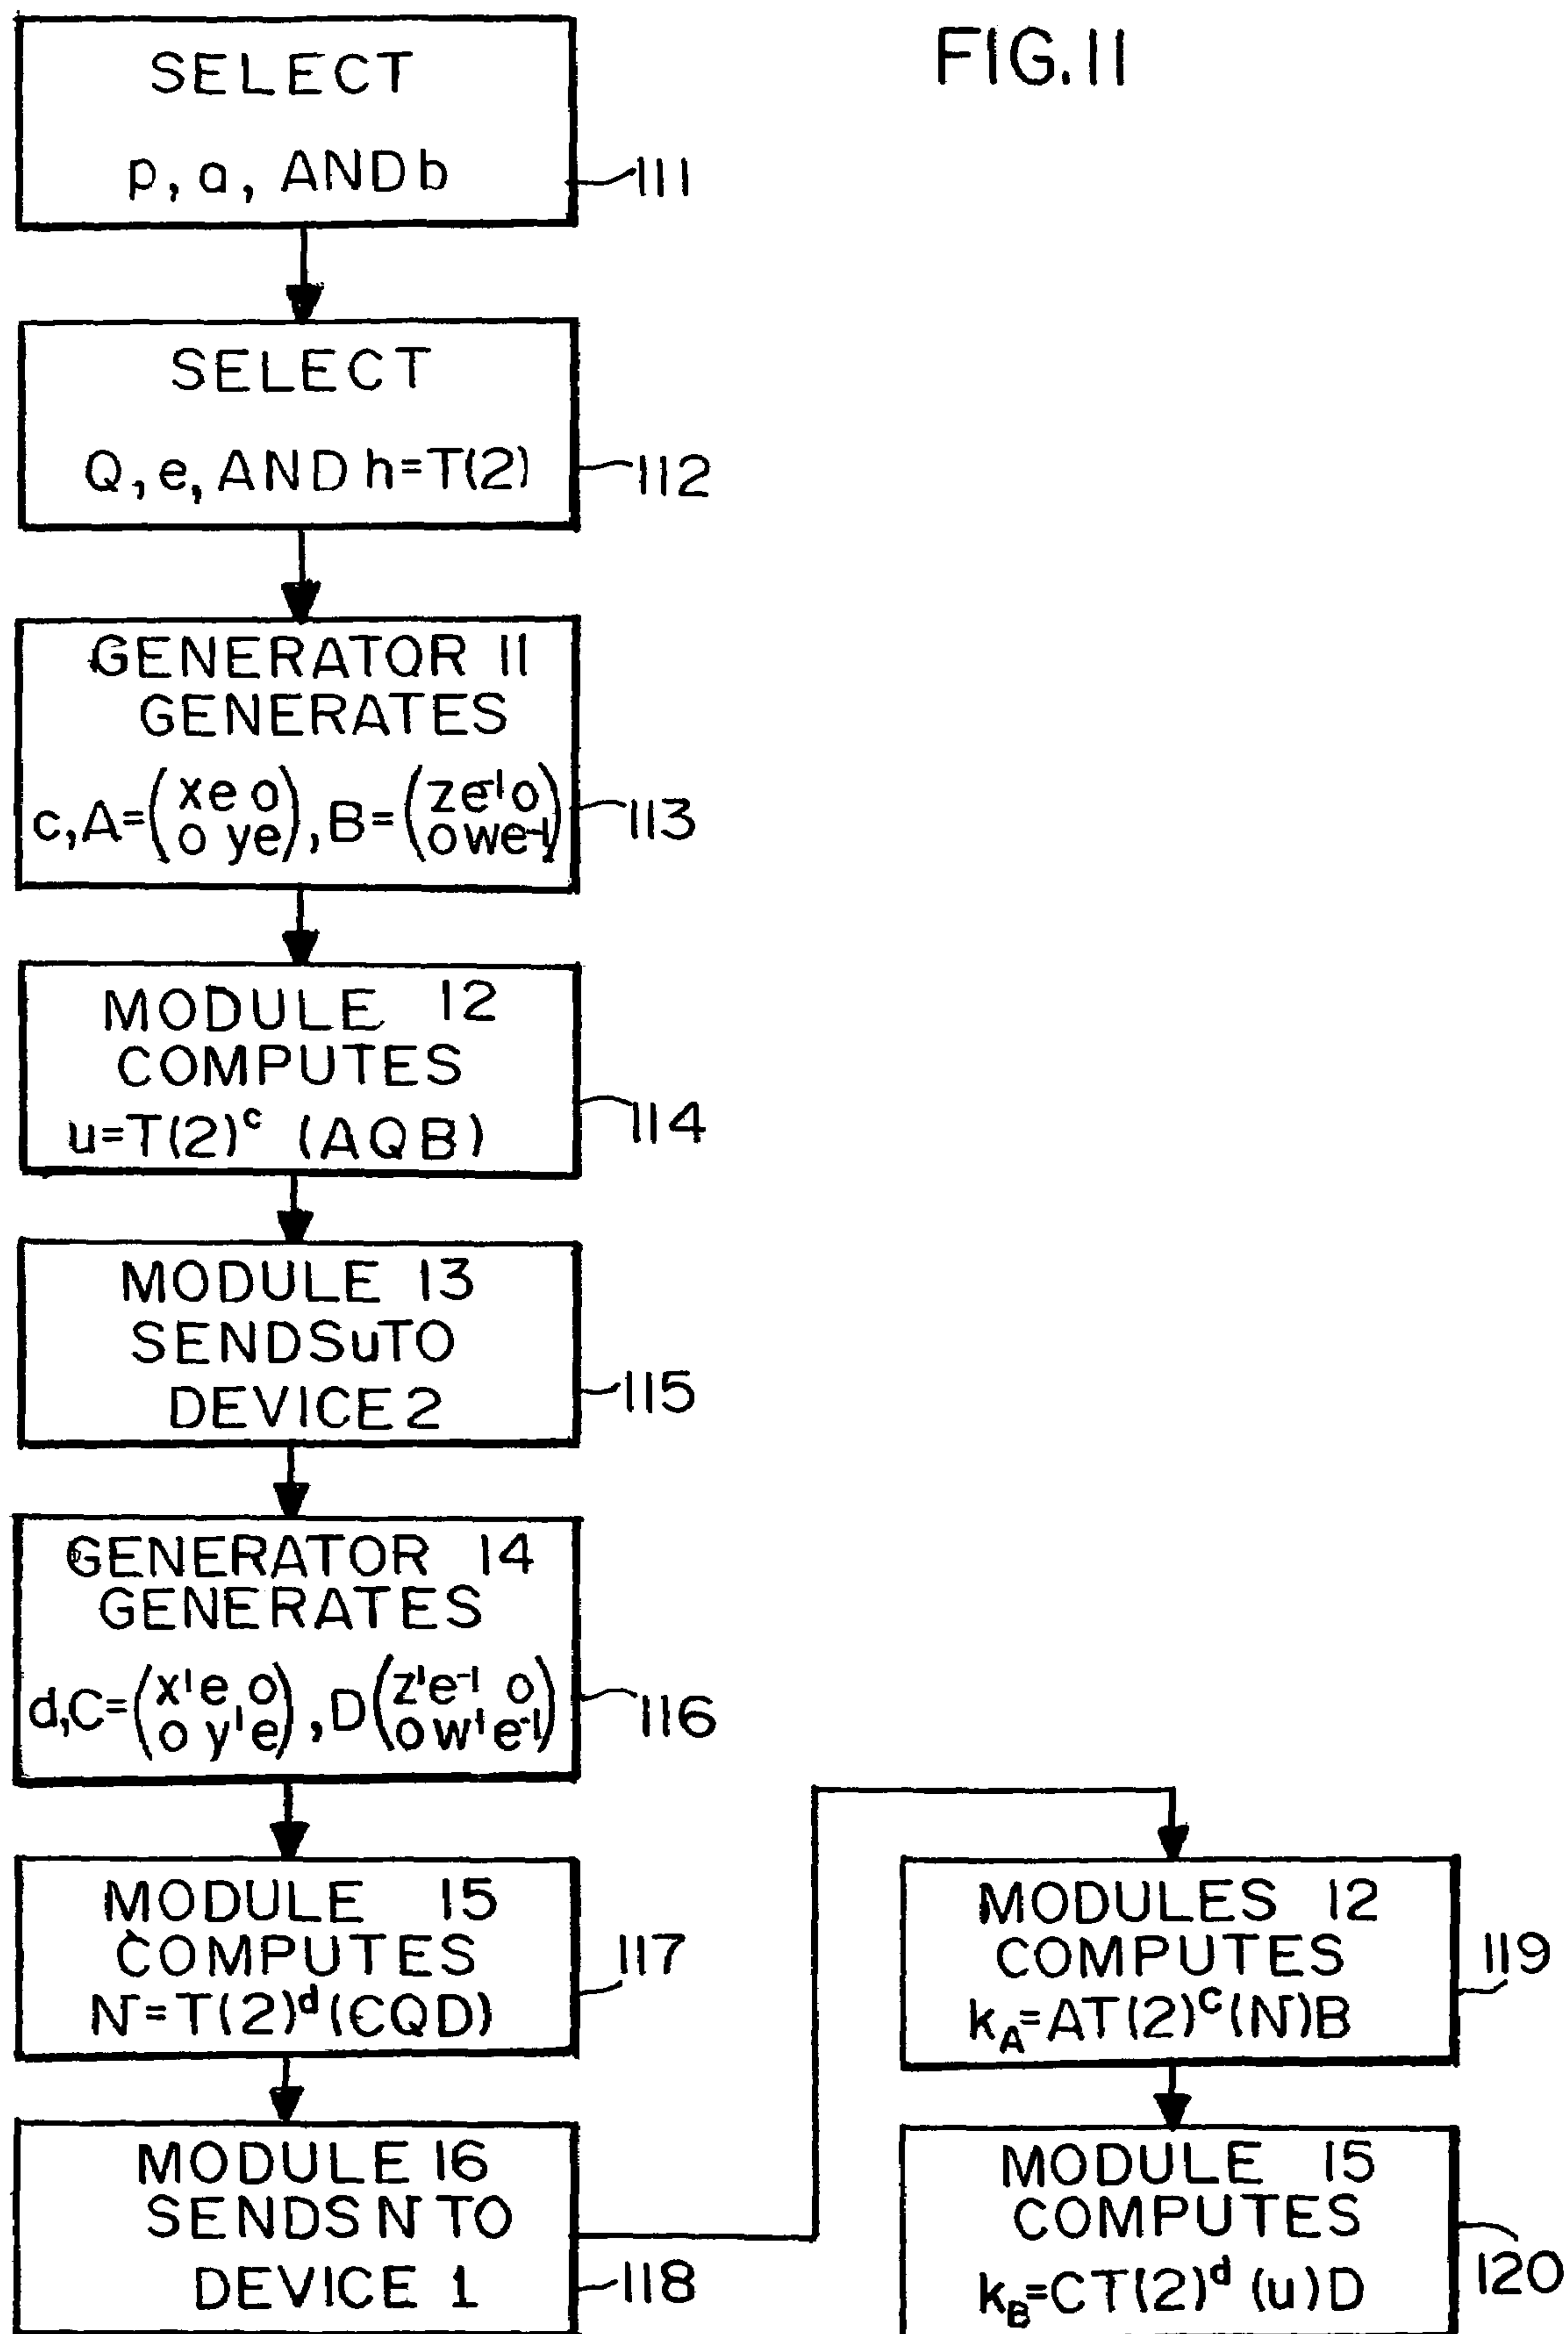 FIG. 11
SELECT
p, a, AND b
111
SELECT
Q, e, AND h=T(2)
112
GENERATOR 11
GENERATES
c, A=(xe 0
0 ye), B=(ze⁻¹ 0
0 we⁻¹)
113
MODULE 12
COMPUTES
u=T(2)ᶜ (AQB)
114
MODULE 13
SENDS u TO
DEVICE 2
115
GENERATOR 14
GENERATES
d, C=(x'e 0
0 y'e), D(z'e⁻¹ 0
0 w'e⁻¹)
116
MODULE 15
COMPUTES
N=T(2)ᵈ (CQD)
117
MODULE 16
SENDS N TO
DEVICE 1
118
MODULES 12
COMPUTES
k_A=AT(2)ᶜ(N)B
119
MODULE 15
COMPUTES
k_B=CT(2)ᵈ (u)D
120